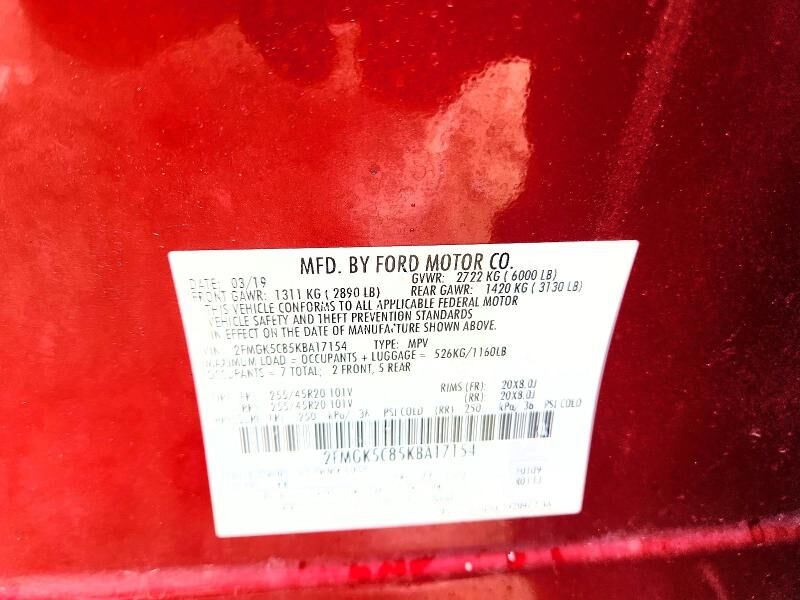 MFD. BY FORD MOTOR CO.
DATE: 03/19 GVWR: 2722 KG ( 6000 LB)
FRONT GAWR: 1311 KG ( 2890 LB) REAR GAWR: 1420 KG ( 3130 LB)
THIS VEHICLE CONFORMS TO ALL APPLICABLE FEDERAL MOTOR
VEHICLE SAFETY AND THEFT PREVENTION STANDARDS
IN EFFECT ON THE DATE OF MANUFACTURE SHOWN ABOVE.
VIN: 2FMGK5C85KBA17154 TYPE: MPV
MAXIMUM LOAD = OCCUPANTS + LUGGAGE = 526KG/1160LB
OCCUPANTS = 7 TOTAL; 2 FRONT, 5 REAR
255/45R20 101V RIMS (FR): 20X8.0J
255/45R20 101V (RR): 20X8.0J
250 kPa/ 36 PSI COLD (RR) 250 kPa, 36 PSI COLD
2FMGK5C85KBA17154